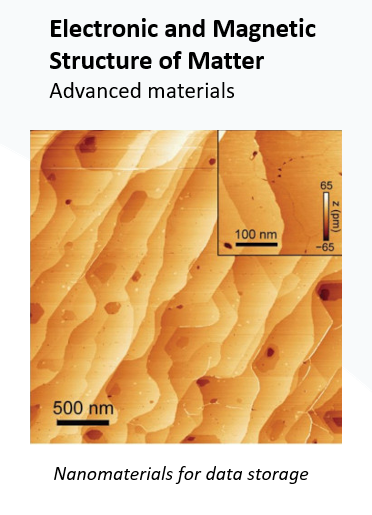 Electronic and Magnetic
Structure of Matter
Advanced materials
65
z (pm)
-65
100 nm
500 nm
Nanomaterials for data storage